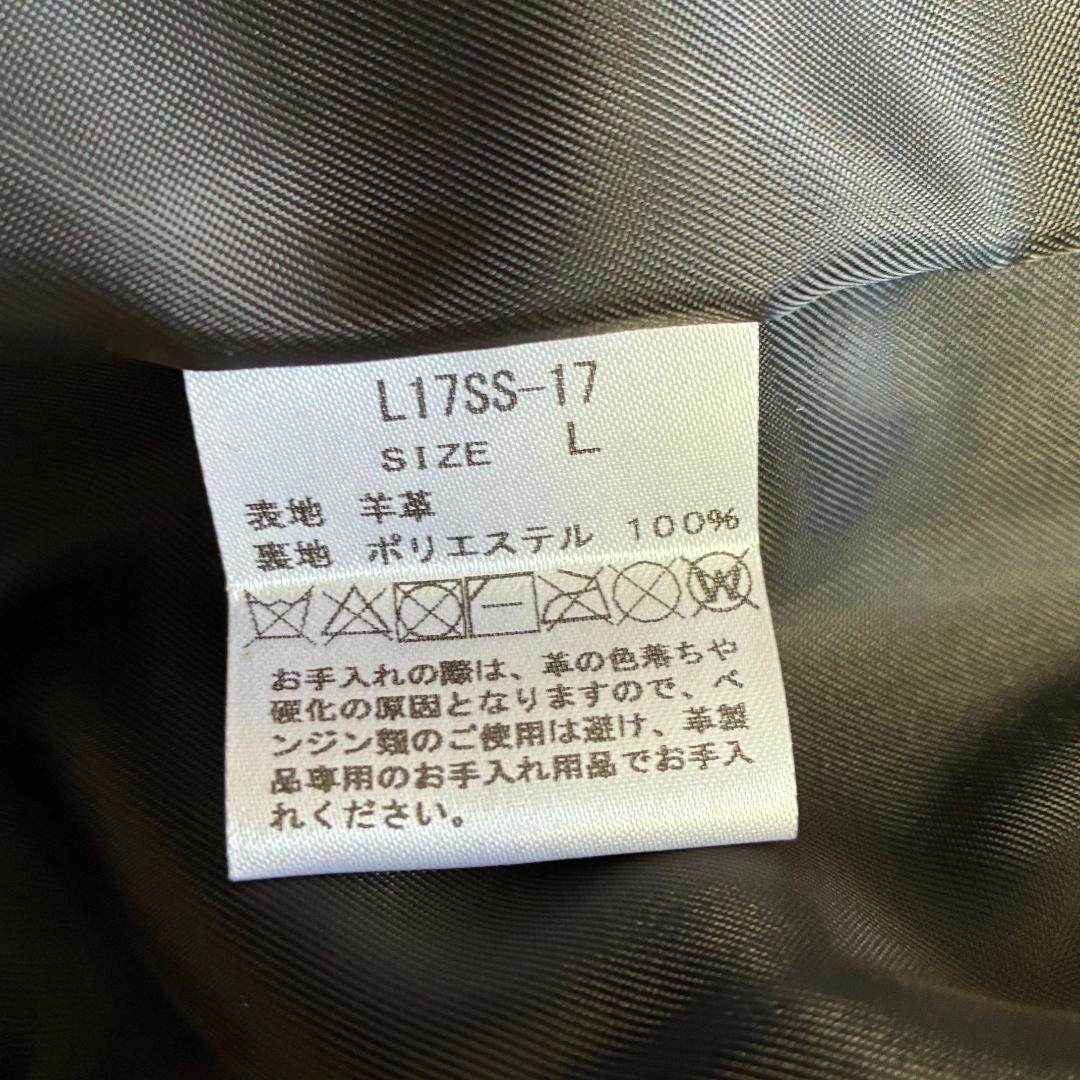 L17SS-17
SIZE L
表地 羊革
裏地 ポリエステル 100%
W
お手入れの際は、革の色落ちや
硬化の原因となりますので、ベ
ンジン類のご使用は避け、革製
品専用のお手入れ用品でお手入
れください。